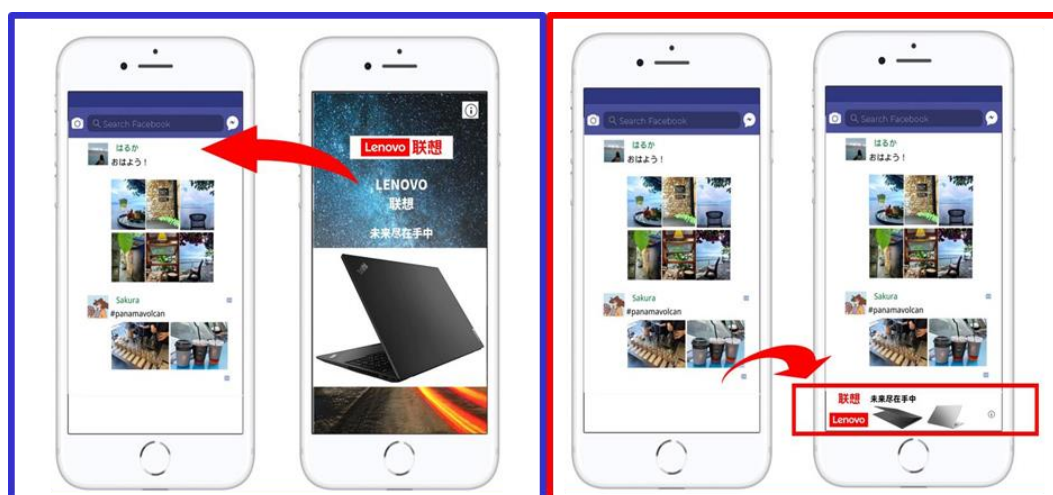 Search Facebook
はるか
おはよう！
Sakura
#panamavolcan
Lenovo 联想
LENOVO
联想
未来尽在手中
Search Facebook
はるか
おはよう！
Sakura
#panamavolcan
Search Facebook
はるか
おはよう！
Sakura
#panamavolcan
联想 未来尽在手中
Lenovo